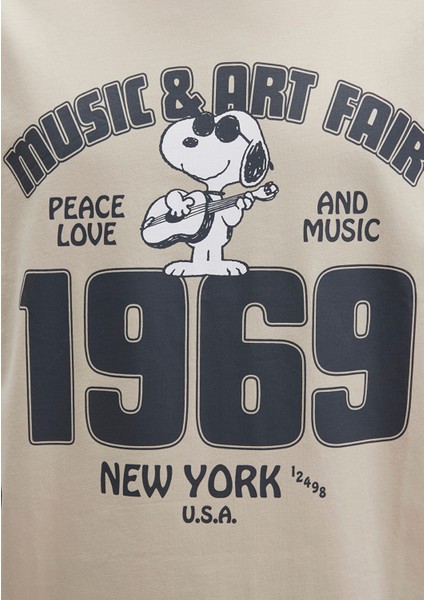 MUSIC & ART FAIR
PEACE LOVE
AND MUSIC
1969
NEW YORK 12498
U.S.A.